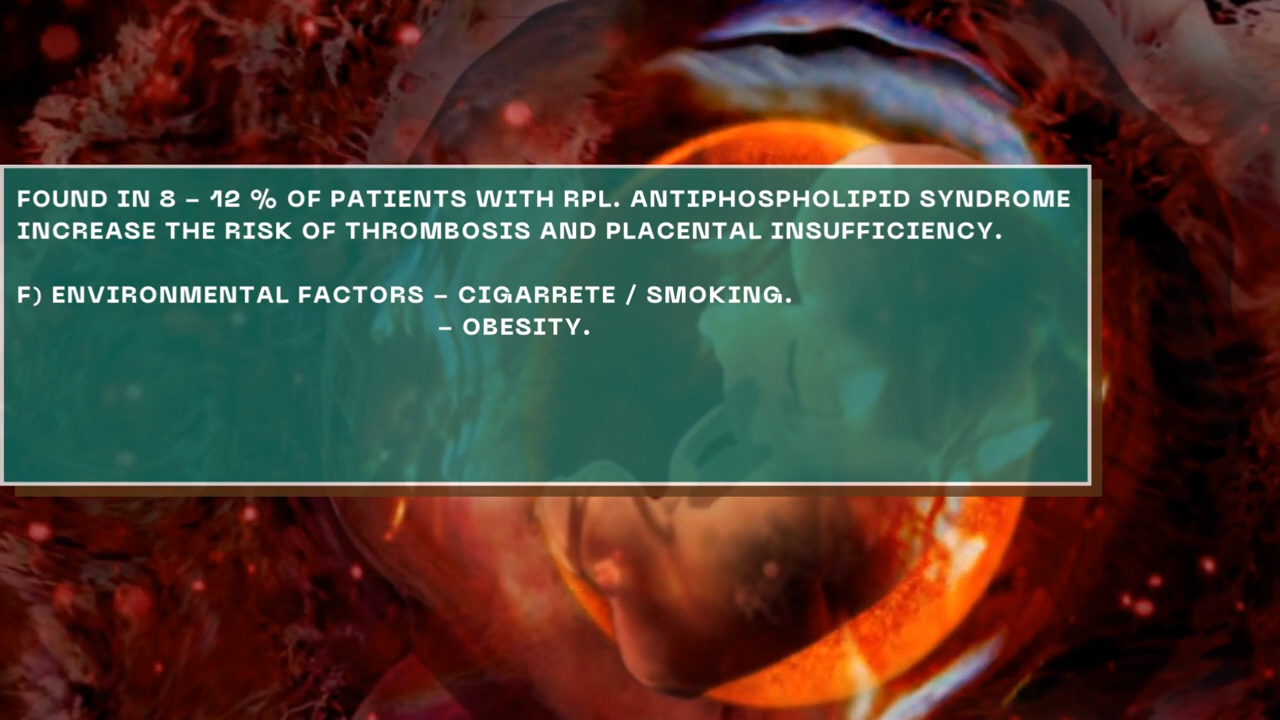 FOUND IN 8 – 12 % OF PATIENTS WITH RPL. ANTIPHOSPHOLIPID SYNDROME
INCREASE THE RISK OF THROMBOSIS AND PLACENTAL INSUFFICIENCY.
F) ENVIRONMENTAL FACTORS – CIGARRETE / SMOKING.
– OBESITY.